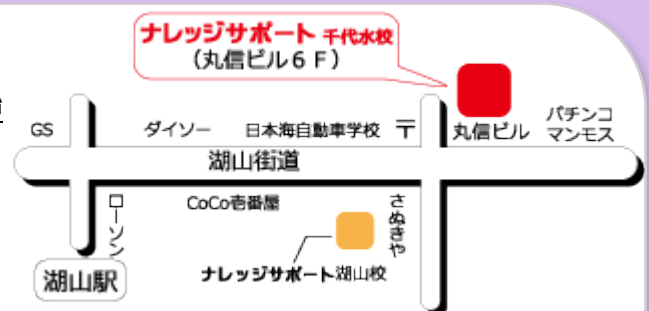 ナレッジサポート 千代水校
(丸信ビル6F)
GS
ダイソー
日本海自動車学校
〒
丸信ビル
パチンコ
マンモス
湖山街道
ローソン
CoCo壱番屋
さぬきや
湖山駅
ナレッジサポート湖山校